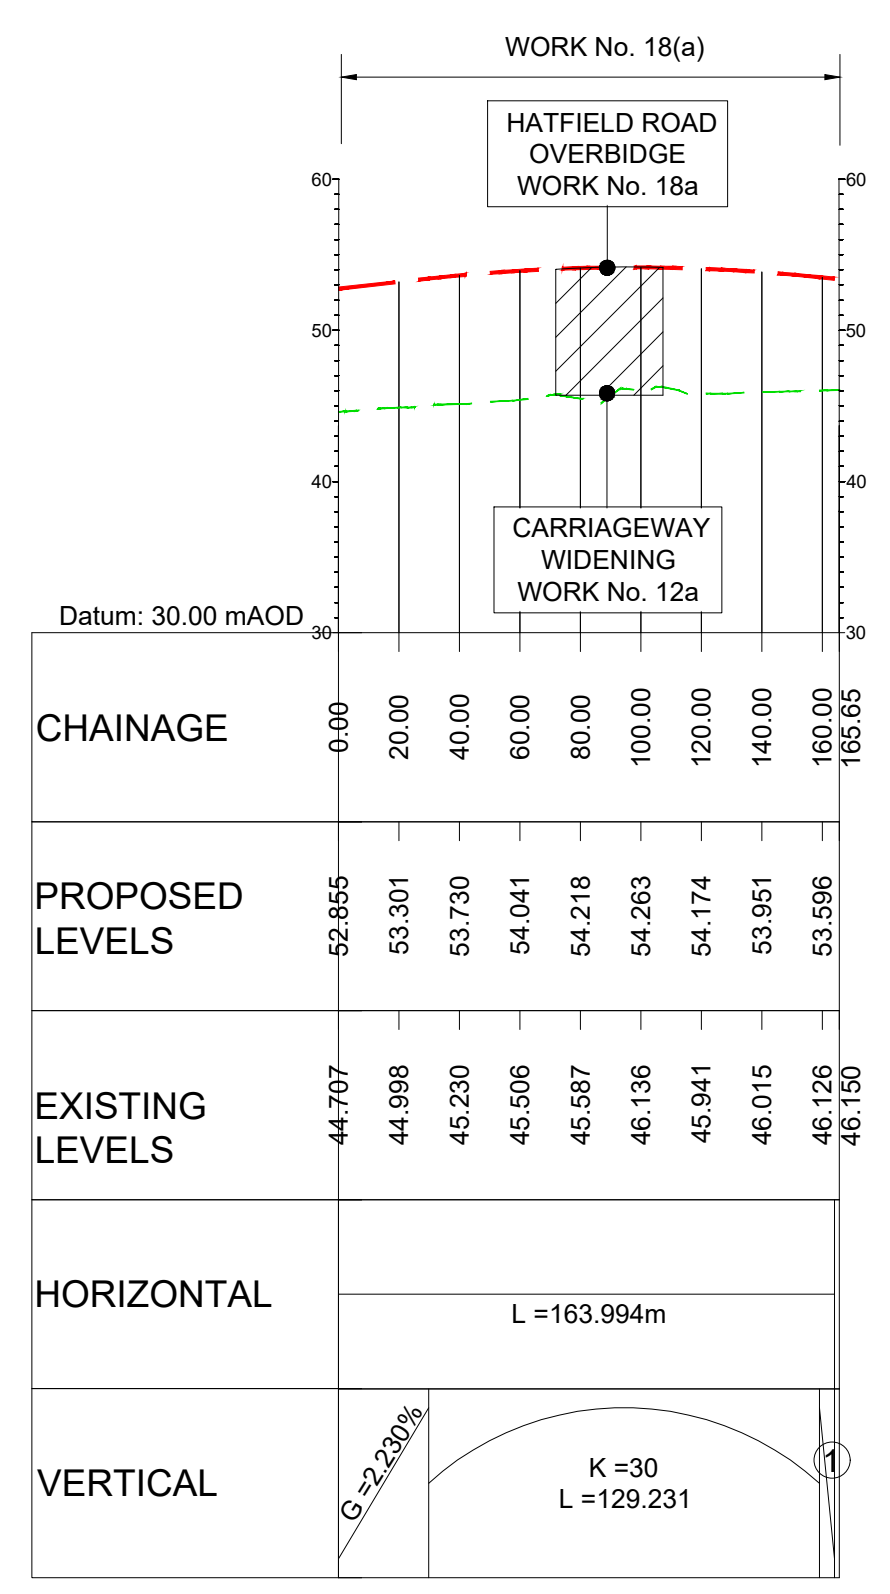 WORK No. 18(a)
HATFIELD ROAD
OVERBIDGE
WORK No. 18a
60
60
50
50
40
40
CARRIAGEWAY
WIDENING
WORK No. 12a
Datum: 30.00 mAOD
30
30
CHAINAGE
0.00
20.00
40.00
60.00
80.00
100.00
120.00
140.00
160.00
165.65
PROPOSED
LEVELS
52.855
53.301
53.730
54.041
54.218
54.263
54.174
53.951
53.596
EXISTING
LEVELS
44.707
44.998
45.230
45.506
45.587
46.136
45.941
46.015
46.126
46.150
HORIZONTAL
L =163.994m
VERTICAL
G =2.230%
K =30
L =129.231
1